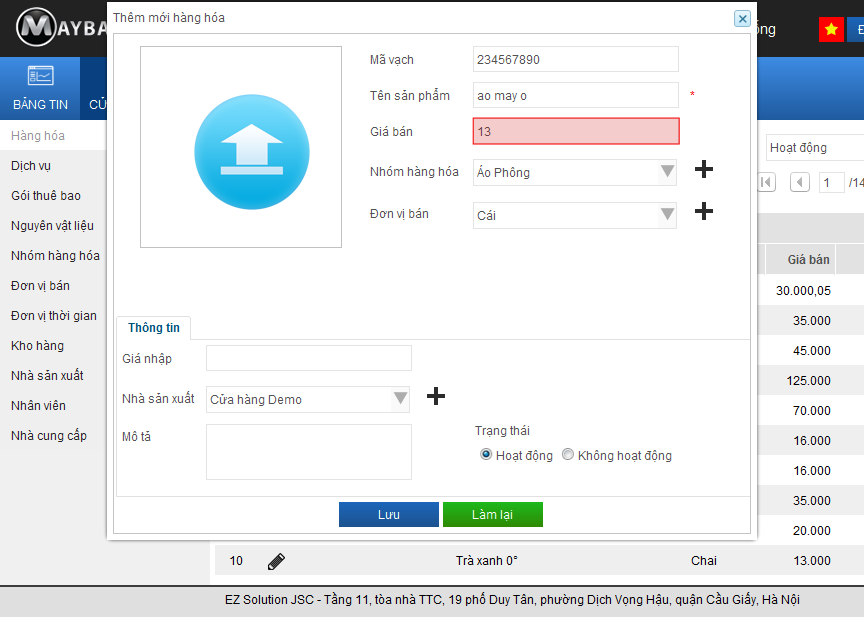 MAYBA
Thêm mới hàng hóa
BẢNG TIN
Hàng hóa
Dịch vụ
Gói thuê bao
Nguyên vật liệu
Nhóm hàng hóa
Đơn vị bán
Đơn vị thời gian
Kho hàng
Nhà sản xuất
Nhân viên
Nhà cung cấp
Mã vạch 234567890
Tên sản phẩm ao may o *
Giá bán 13
Nhóm hàng hóa Áo Phông
Đơn vị bán Cái
Thông tin
Giá nhập
Nhà sản xuất Cửa hàng Demo
Mô tả
Trạng thái
Hoạt động Không hoạt động
Lưu Làm lại
Hoạt động
1 /14
Giá bán
30.000,05
35.000
45.000
125.000
70.000
16.000
16.000
35.000
20.000
10 Trà xanh 0° Chai 13.000
EZ Solution JSC - Tầng 11, tòa nhà TTC, 19 phố Duy Tân, phường Dịch Vọng Hậu, quận Cầu Giấy, Hà Nội